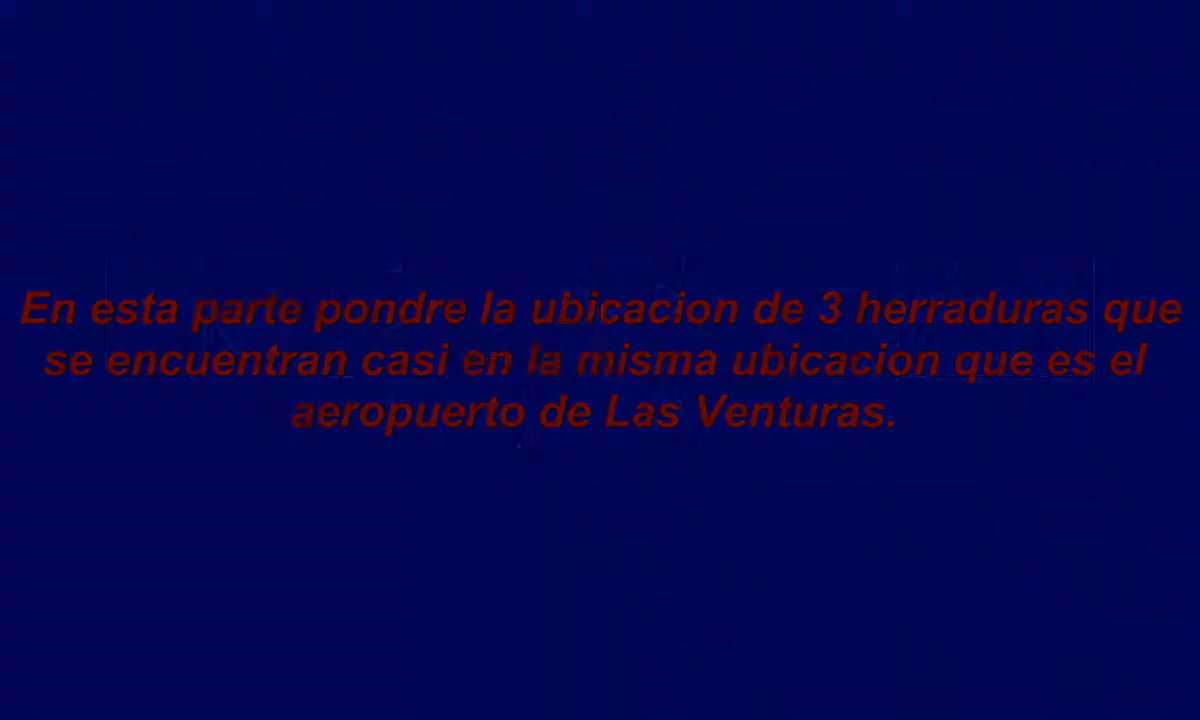 En esta parte pondre la ubicacion de 3 herraduras que
se encuentran casi en la misma ubicacion que es el
aeropuerto de Las Venturas.